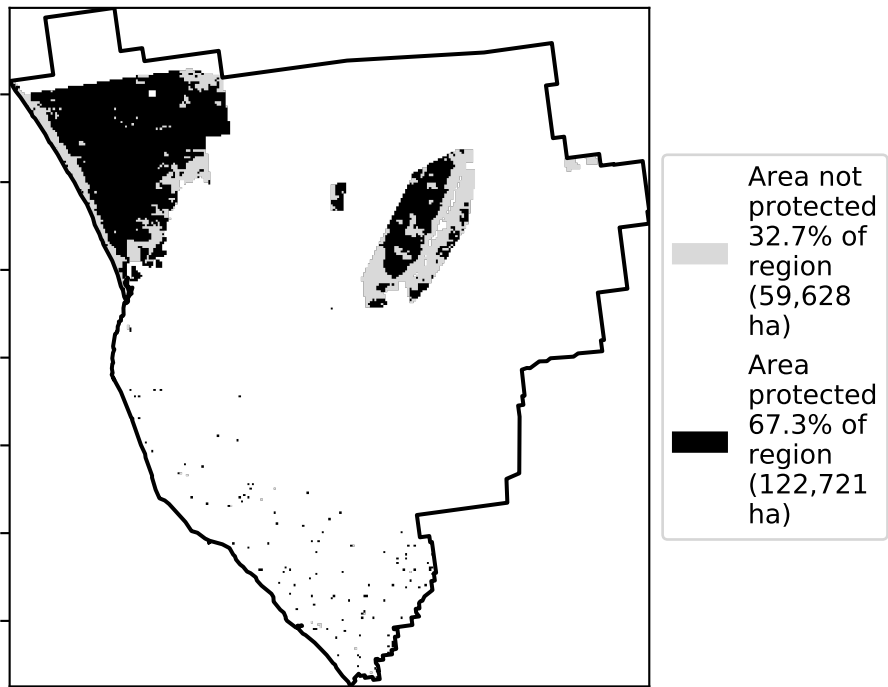 Area not
protected
32.7% of
region
(59,628
ha)
Area
protected
67.3% of
region
(122,721
ha)